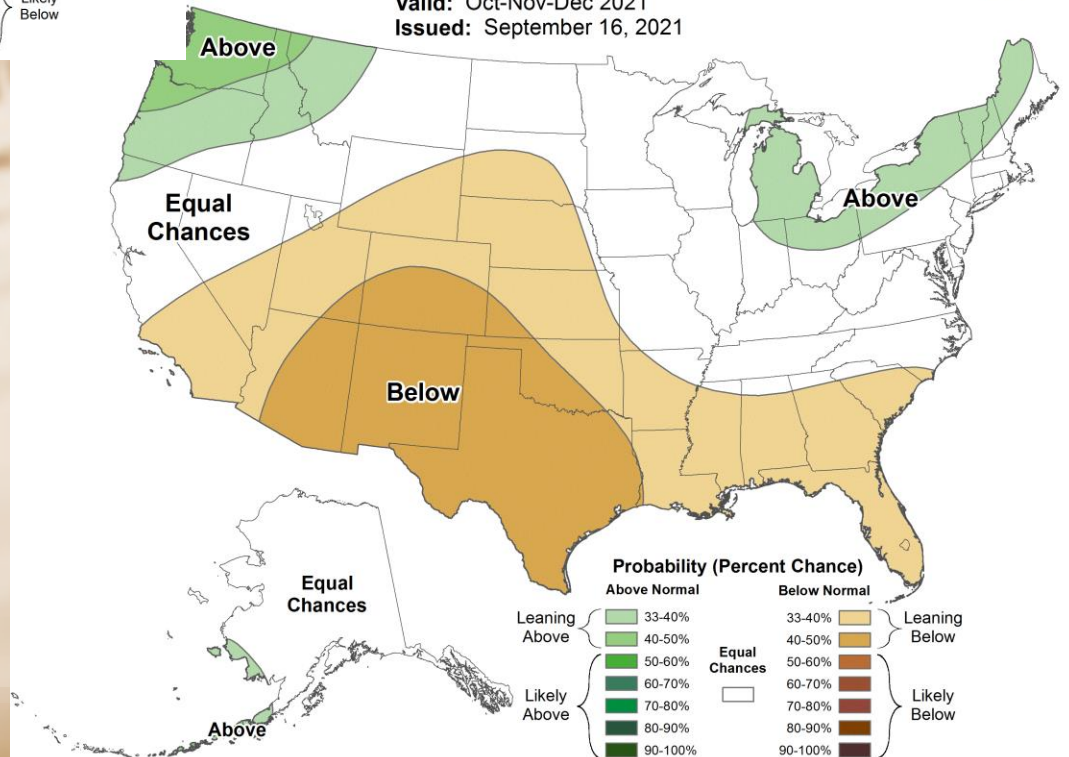 Likely
Below
Valid: Oct-Nov-Dec 2021
Issued: September 16, 2021
Above
Equal
Chances
Above
Below
Equal
Chances
Above
Probability (Percent Chance)
Above Normal
Below Normal
Leaning
Above
33-40%
40-50%
Likely
Above
50-60%
60-70%
70-80%
80-90%
90-100%
Equal
Chances
33-40%
40-50%
Leaning
Below
50-60%
60-70%
70-80%
80-90%
90-100%
Likely
Below